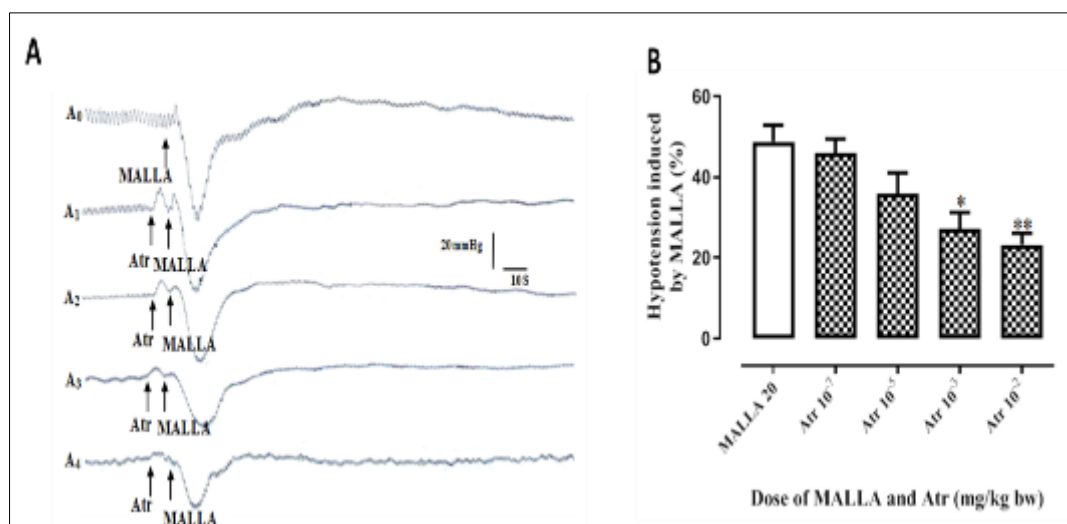 A
A₀
MALLA
A₁
Atr MALLA
20 mmHg
10S
A₂
Atr MALLA
A₃
Atr MALLA
A₄
Atr MALLA
B
Hypotension induced
by MALLA (%)
60
40
20
0
*
**
MALLA 20
Atr 10⁻⁷
Atr 10⁻⁵
Atr 10⁻³
Atr 10⁻²
Dose of MALLA and Atr (mg/kg bw)